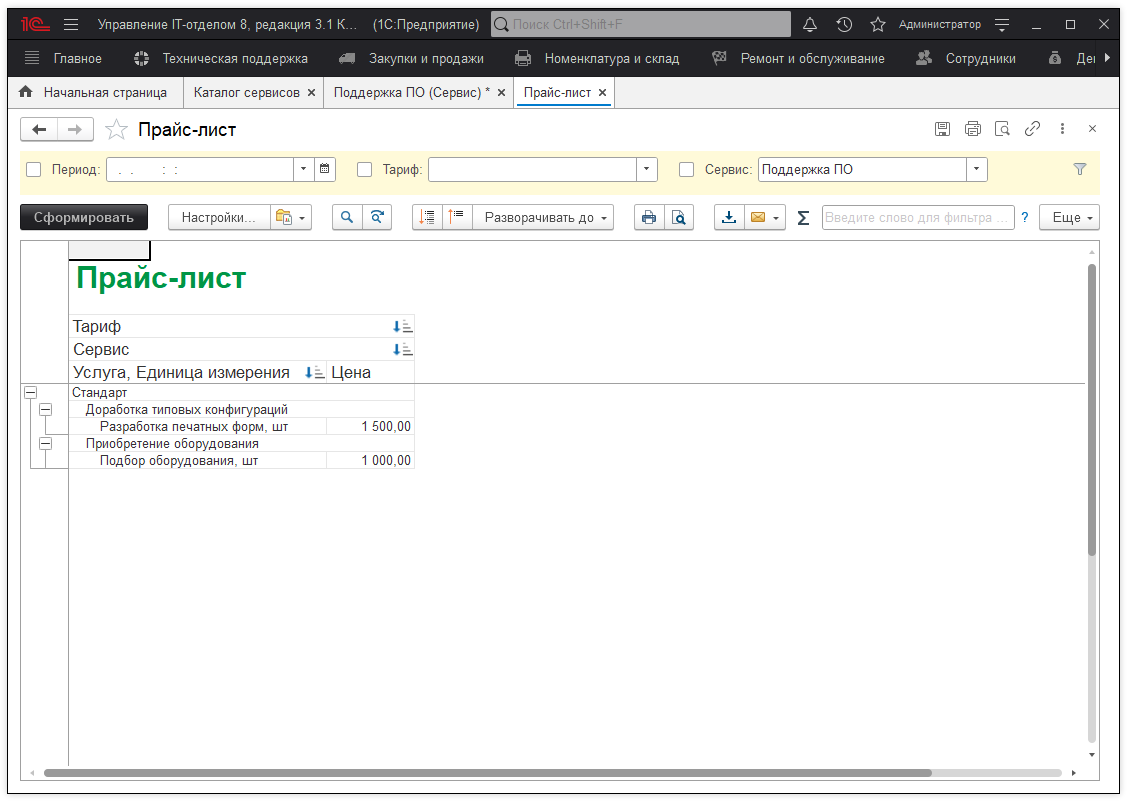 1С Управление IT-отделом 8, редакция 3.1 К... (1С:Предприятие) Поиск Ctrl+Shift+F Администратор
Главное Техническая поддержка Закупки и продажи Номенклатура и склад Ремонт и обслуживание Сотрудники Де
Начальная страница Каталог сервисов Поддержка ПО (Сервис) * Прайс-лист
Прайс-лист
Период: . . : : Тариф: Сервис: Поддержка ПО
Сформировать Настройки... Разворачивать до Σ Введите слово для фильтра ... ? Еще
Прайс-лист
Тариф
Сервис
Услуга, Единица измерения Цена
Стандарт
Доработка типовых конфигураций
Разработка печатных форм, шт 1 500,00
Приобретение оборудования
Подбор оборудования, шт 1 000,00